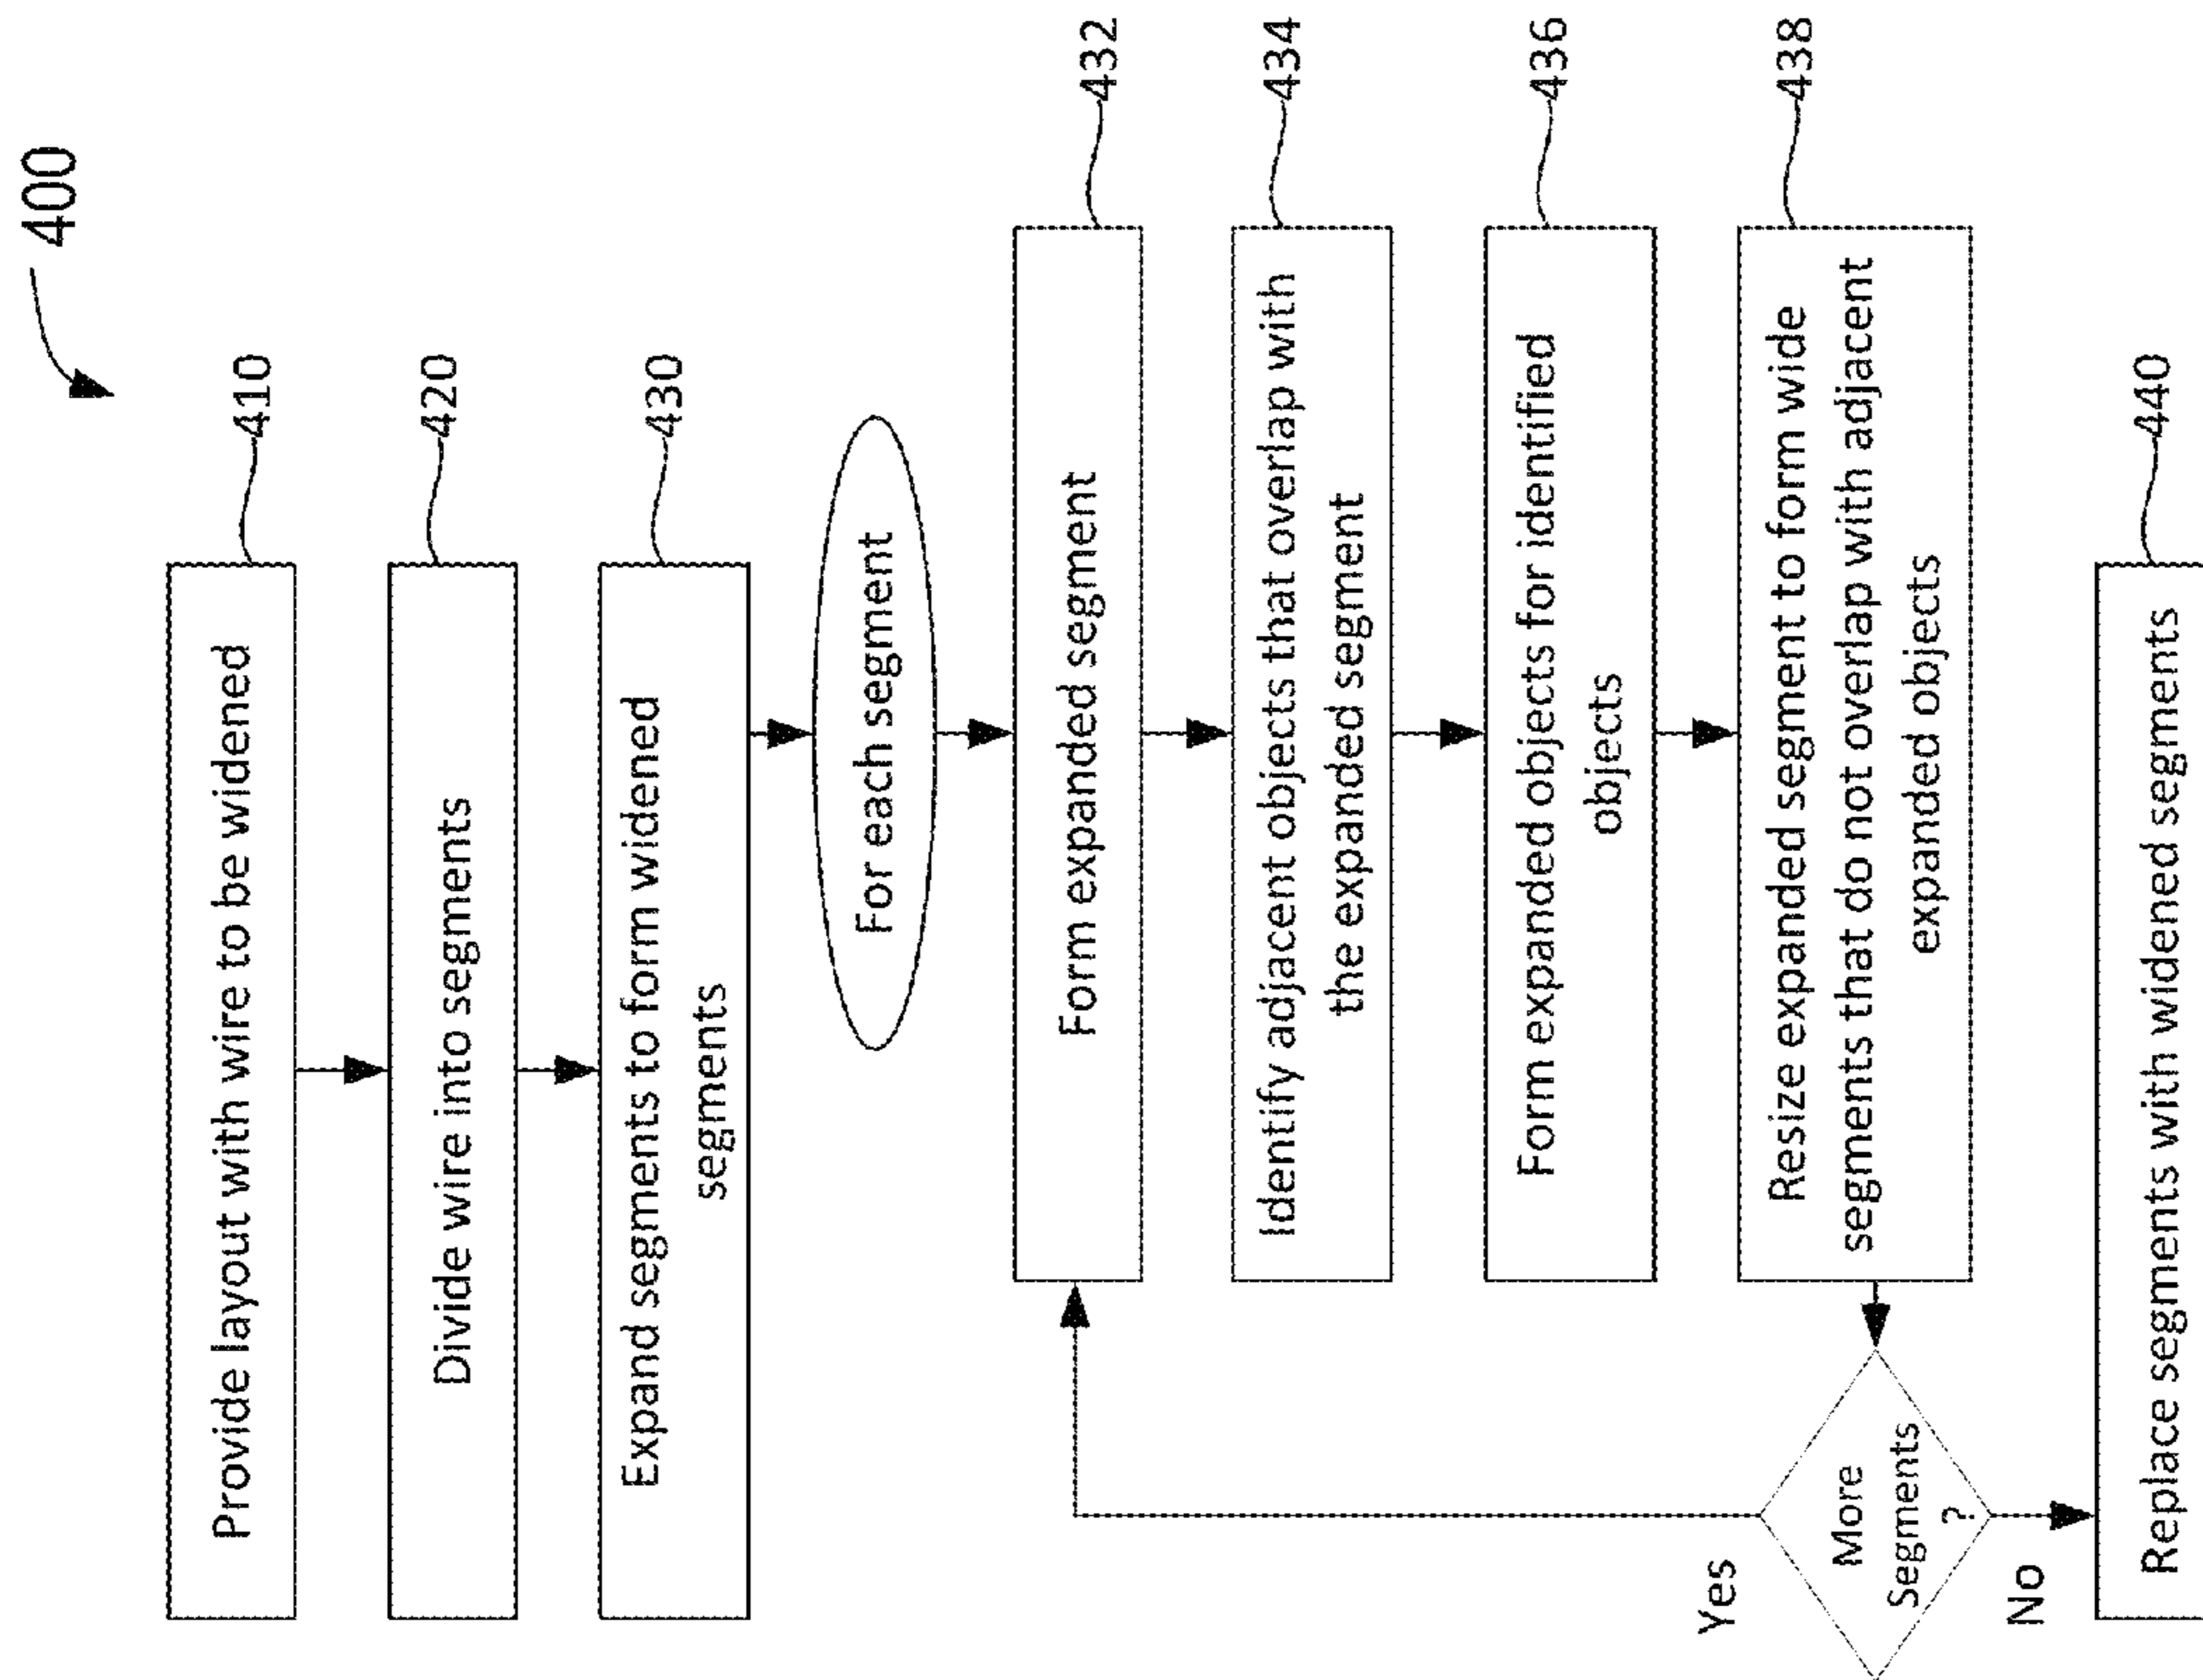 400
Provide layout with wire to be widened
410
Divide wire into segments
420
Expand segments to form widened
segments
430
For each segment
Form expanded segment
432
Identify adjacent objects that overlap with
the expanded segment
434
Form expanded objects for identified
objects
436
Resize expanded segment to form wide
segments that do not overlap with adjacent
expanded objects
438
More
Segments
?
Yes
No
Replace segments with widened segments
440